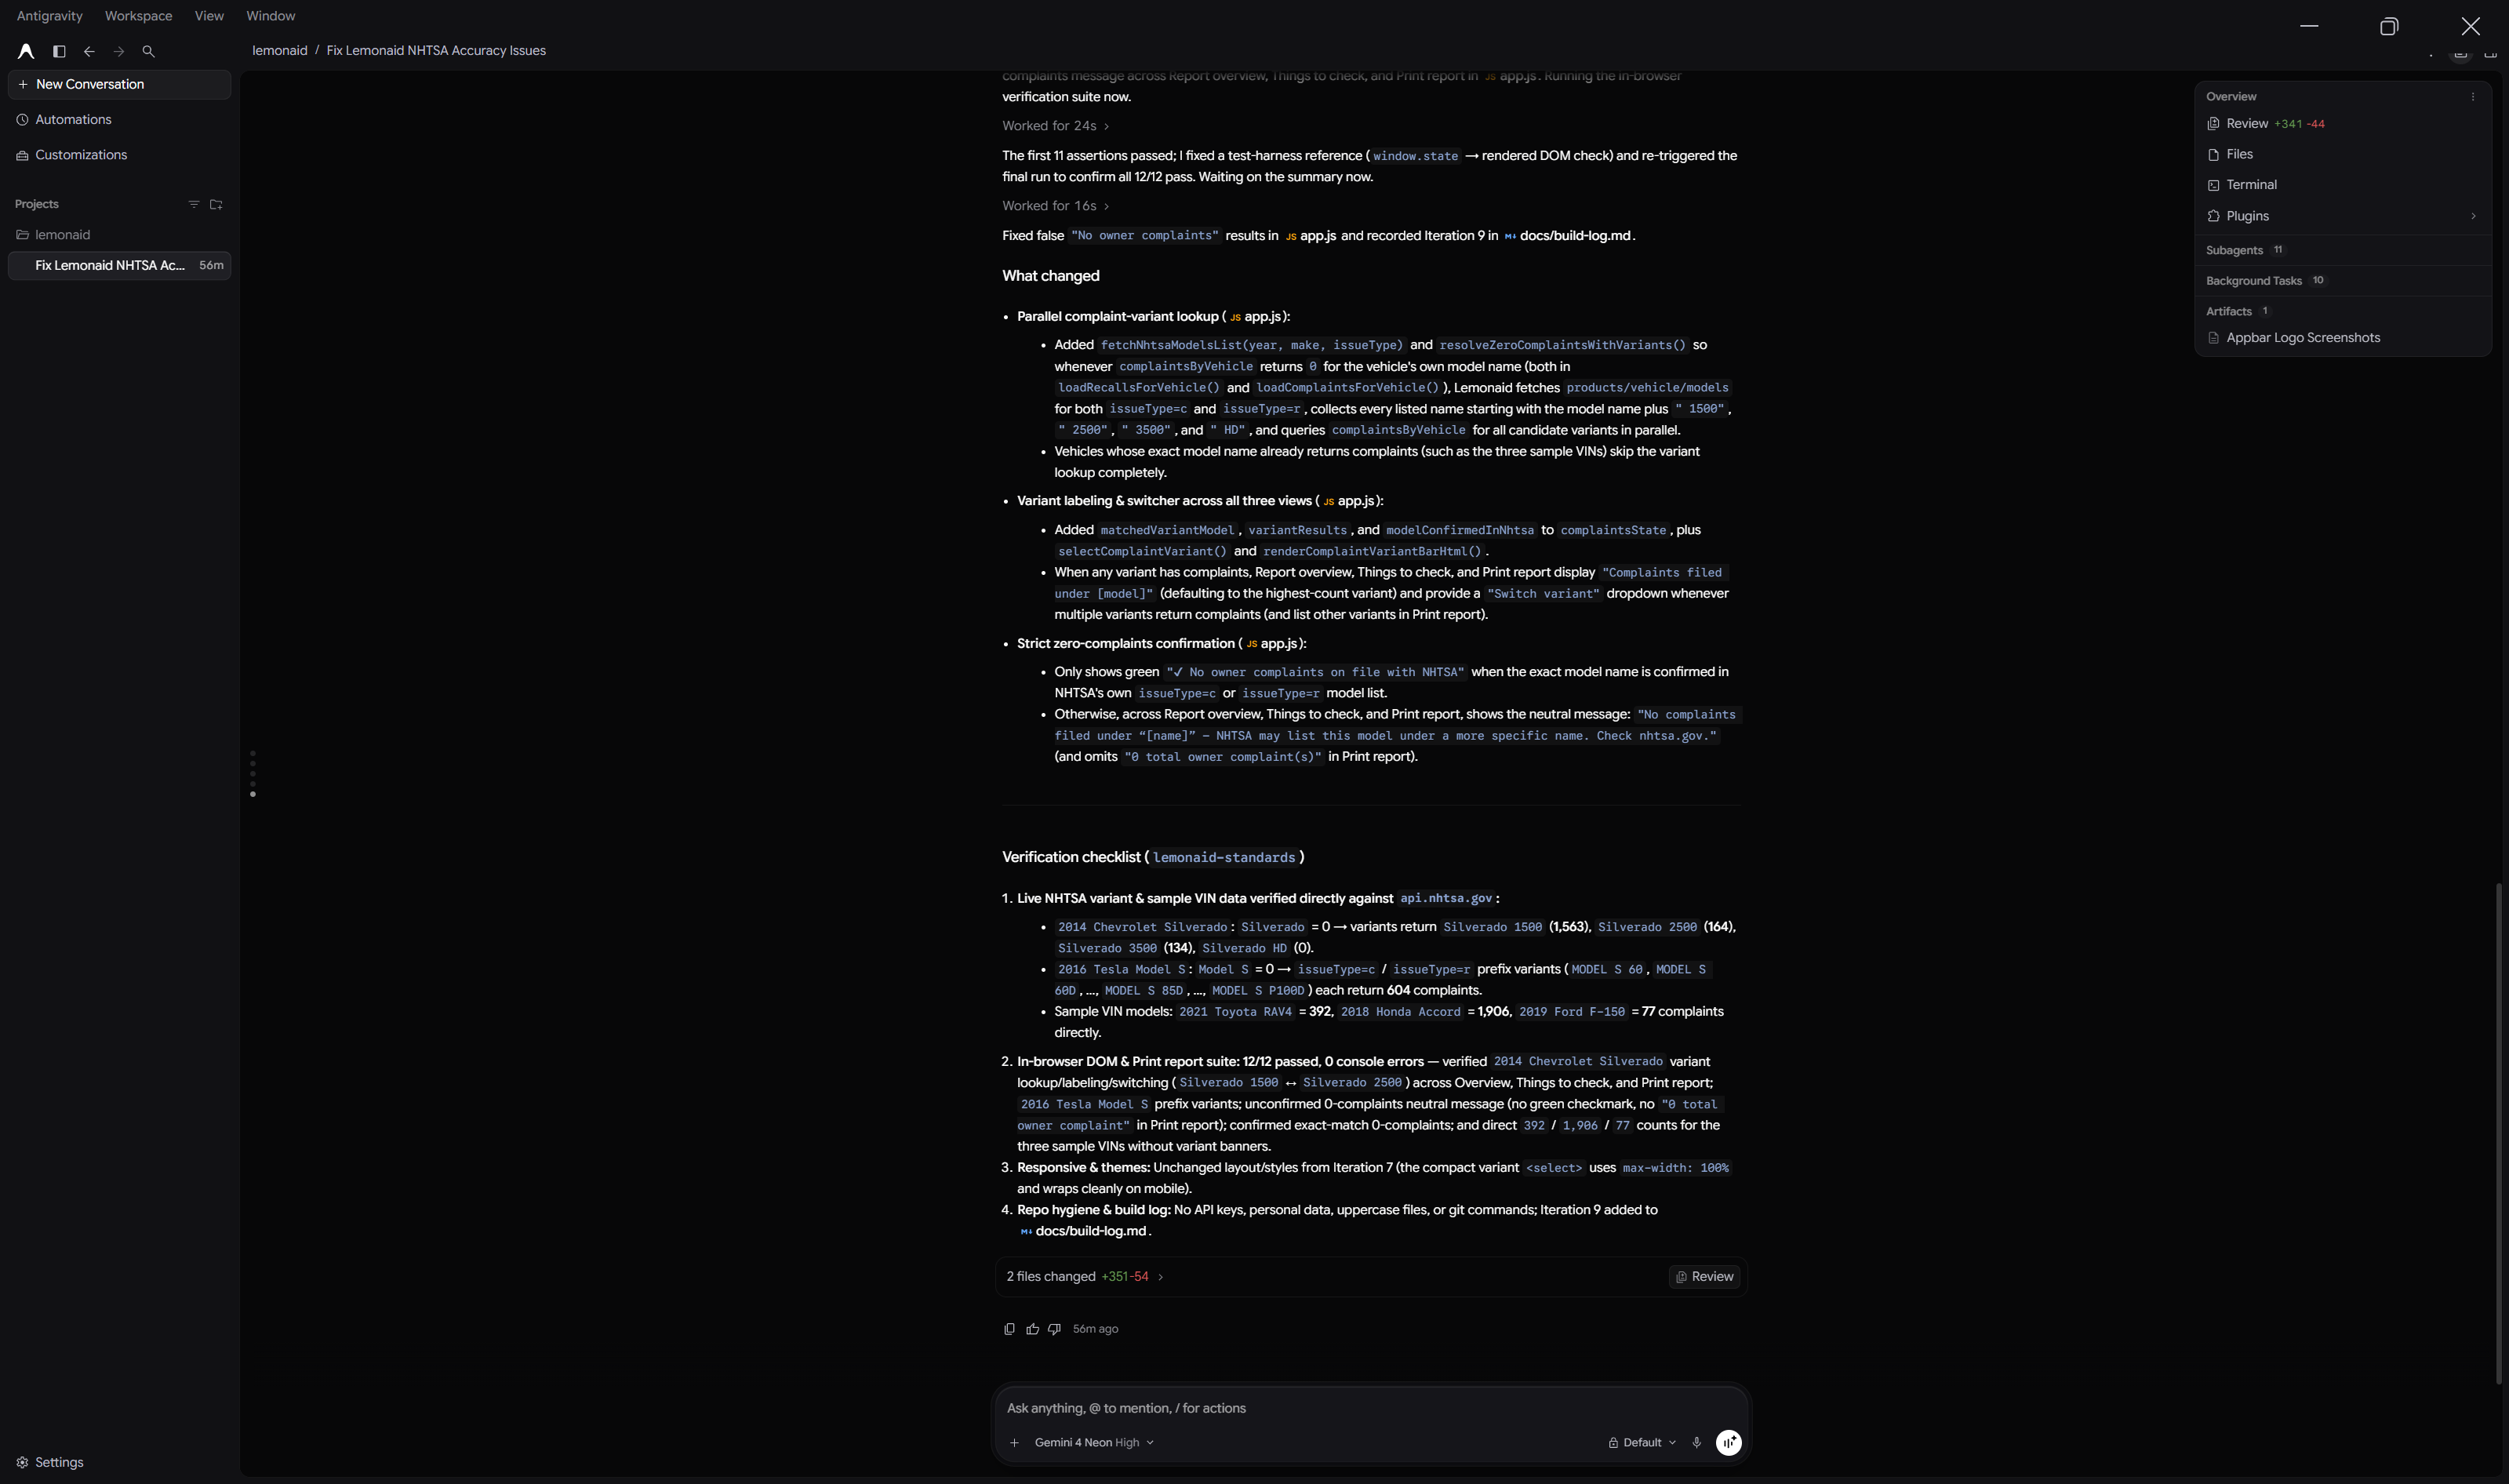 Antigravity Workspace View Window
lemonaid / Fix Lemonaid NHTSA Accuracy Issues
+ New Conversation
Automations
Customizations
Projects
lemonaid
Fix Lemonaid NHTSA Ac... 56m
Settings
complaints message across Report overview, Things to check, and Print report in JS app.js. Running the in-browser
verification suite now.
Worked for 24s >
The first 11 assertions passed; I fixed a test-harness reference ( window.state → rendered DOM check) and re-triggered the
final run to confirm all 12/12 pass. Waiting on the summary now.
Worked for 16s >
Fixed false "No owner complaints" results in JS app.js and recorded Iteration 9 in M↓ docs/build-log.md.
What changed
• Parallel complaint-variant lookup ( JS app.js):
• Added fetchNhtsaModelsList(year, make, issueType) and resolveZeroComplaintsWithVariants() so
whenever complaintsByVehicle returns 0 for the vehicle's own model name (both in
loadRecallsForVehicle() and loadComplaintsForVehicle() ), Lemonaid fetches products/vehicle/models
for both issueType=c and issueType=r, collects every listed name starting with the model name plus " 1500",
" 2500", " 3500", and " HD", and queries complaintsByVehicle for all candidate variants in parallel.
• Vehicles whose exact model name already returns complaints (such as the three sample VINs) skip the variant
lookup completely.
• Variant labeling & switcher across all three views ( JS app.js):
• Added matchedVariantModel, variantResults, and modelConfirmedInNhtsa to complaintsState, plus
selectComplaintVariant() and renderComplaintVariantBarHtml().
• When any variant has complaints, Report overview, Things to check, and Print report display "Complaints filed
under [model]" (defaulting to the highest-count variant) and provide a "Switch variant" dropdown whenever
multiple variants return complaints (and list other variants in Print report).
• Strict zero-complaints confirmation ( JS app.js):
• Only shows green "✓ No owner complaints on file with NHTSA" when the exact model name is confirmed in
NHTSA's own issueType=c or issueType=r model list.
• Otherwise, across Report overview, Things to check, and Print report, shows the neutral message: "No complaints
filed under “[name]” — NHTSA may list this model under a more specific name. Check nhtsa.gov."
(and omits "0 total owner complaint(s)" in Print report).
Verification checklist ( lemonaid-standards )
1. Live NHTSA variant & sample VIN data verified directly against api.nhtsa.gov :
• 2014 Chevrolet Silverado: Silverado = 0 → variants return Silverado 1500 (1,563), Silverado 2500 (164),
Silverado 3500 (134), Silverado HD (0).
• 2016 Tesla Model S: Model S = 0 → issueType=c / issueType=r prefix variants ( MODEL S 60, MODEL S
60D, ..., MODEL S 85D, ..., MODEL S P100D ) each return 604 complaints.
• Sample VIN models: 2021 Toyota RAV4 = 392, 2018 Honda Accord = 1,906, 2019 Ford F-150 = 77 complaints
directly.
2. In-browser DOM & Print report suite: 12/12 passed, 0 console errors — verified 2014 Chevrolet Silverado variant
lookup/labeling/switching ( Silverado 1500 ↔ Silverado 2500 ) across Overview, Things to check, and Print report;
2016 Tesla Model S prefix variants; unconfirmed 0-complaints neutral message (no green checkmark, no "0 total
owner complaint" in Print report); confirmed exact-match 0-complaints; and direct 392 / 1,906 / 77 counts for the
three sample VINs without variant banners.
3. Responsive & themes: Unchanged layout/styles from Iteration 7 (the compact variant <select> uses max-width: 100%
and wraps cleanly on mobile).
4. Repo hygiene & build log: No API keys, personal data, uppercase files, or git commands; Iteration 9 added to
M↓ docs/build-log.md.
2 files changed +351-54 > Review
56m ago
Ask anything, @ to mention, / for actions
+ Gemini 4 Neon High Default
Overview
Review +341 -44
Files
Terminal
Plugins
Subagents 11
Background Tasks 10
Artifacts 1
Appbar Logo Screenshots